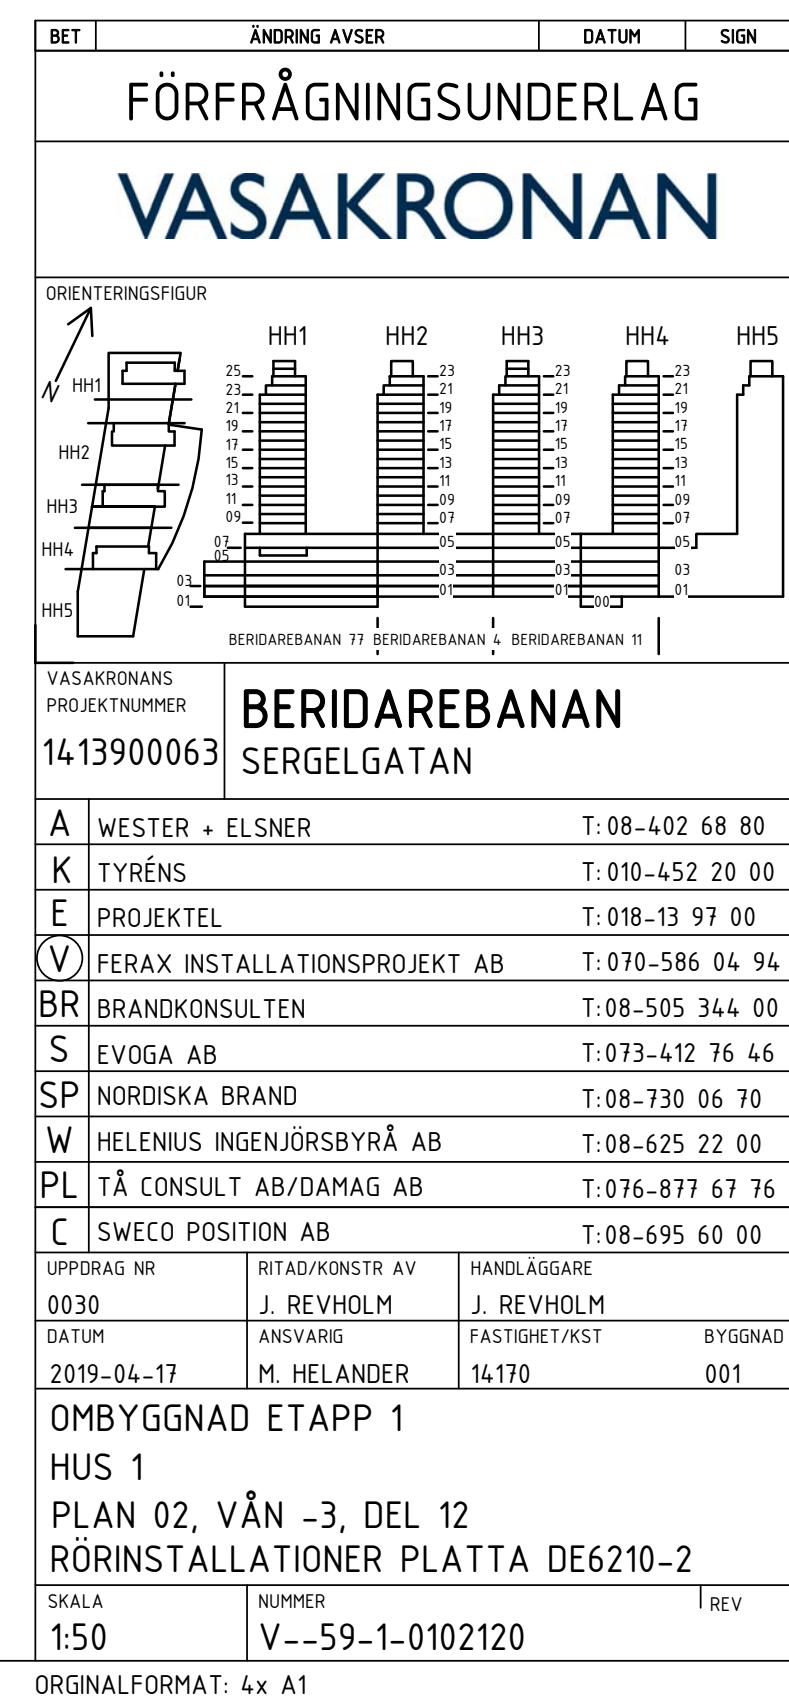 BET ÄNDRING AVSER DATUM SIGN
FÖRFRÅGNINGSUNDERLAG
VASAKRONAN
ORIENTERINGSFIGUR
N
HH1
HH2
HH3
HH4
HH5
HH1 HH2 HH3 HH4 HH5
25 23 23 23
23 21 21 21
21 19 19 19
19 17 17 17
17 15 15 15
15 13 13 13
13 11 11 11
11 09 09 09
09 07 07 07
07 05 05 05
05
03 03 03 03
01 01 01 00 01
BERIDAREBANAN 77 BERIDAREBANAN 4 BERIDAREBANAN 11
VASAKRONANS
PROJEKTNUMMER
1413900063
BERIDAREBANAN
SERGELGATAN
A WESTER + ELSNER T:08-402 68 80
K TYRÉNS T:010-452 20 00
E PROJEKTEL T:018-13 97 00
V FERAX INSTALLATIONSPROJEKT AB T:070-586 04 94
BR BRANDKONSULTEN T:08-505 344 00
S EVOGA AB T:073-412 76 46
SP NORDISKA BRAND T:08-730 06 70
W HELENIUS INGENJÖRSBYRÅ AB T:08-625 22 00
PL TÅ CONSULT AB/DAMAG AB T:076-877 67 76
C SWECO POSITION AB T:08-695 60 00
UPPDRAG NR RITAD/KONSTR AV HANDLÄGGARE
0030 J. REVHOLM J. REVHOLM
DATUM ANSVARIG FASTIGHET/KST BYGGNAD
2019-04-17 M. HELANDER 14170 001
OMBYGGNAD ETAPP 1
HUS 1
PLAN 02, VÅN -3, DEL 12
RÖRINSTALLATIONER PLATTA DE6210-2
SKALA NUMMER REV
1:50 V--59-1-0102120
ORGINALFORMAT: 4x A1